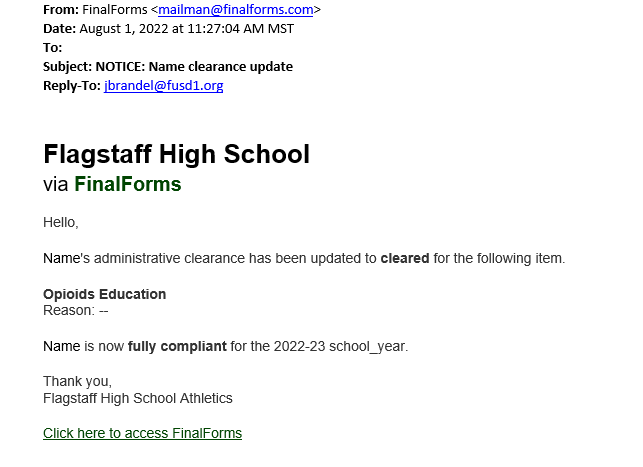 From: FinalForms <mailman@finalforms.com>
Date: August 1, 2022 at 11:27:04 AM MST
To:
Subject: NOTICE: Name clearance update
Reply-To: jbrandel@fusd1.org
Flagstaff High School
via FinalForms
Hello,
Name's administrative clearance has been updated to cleared for the following item.
Opioids Education
Reason: --
Name is now fully compliant for the 2022-23 school_year.
Thank you,
Flagstaff High School Athletics
Click here to access FinalForms